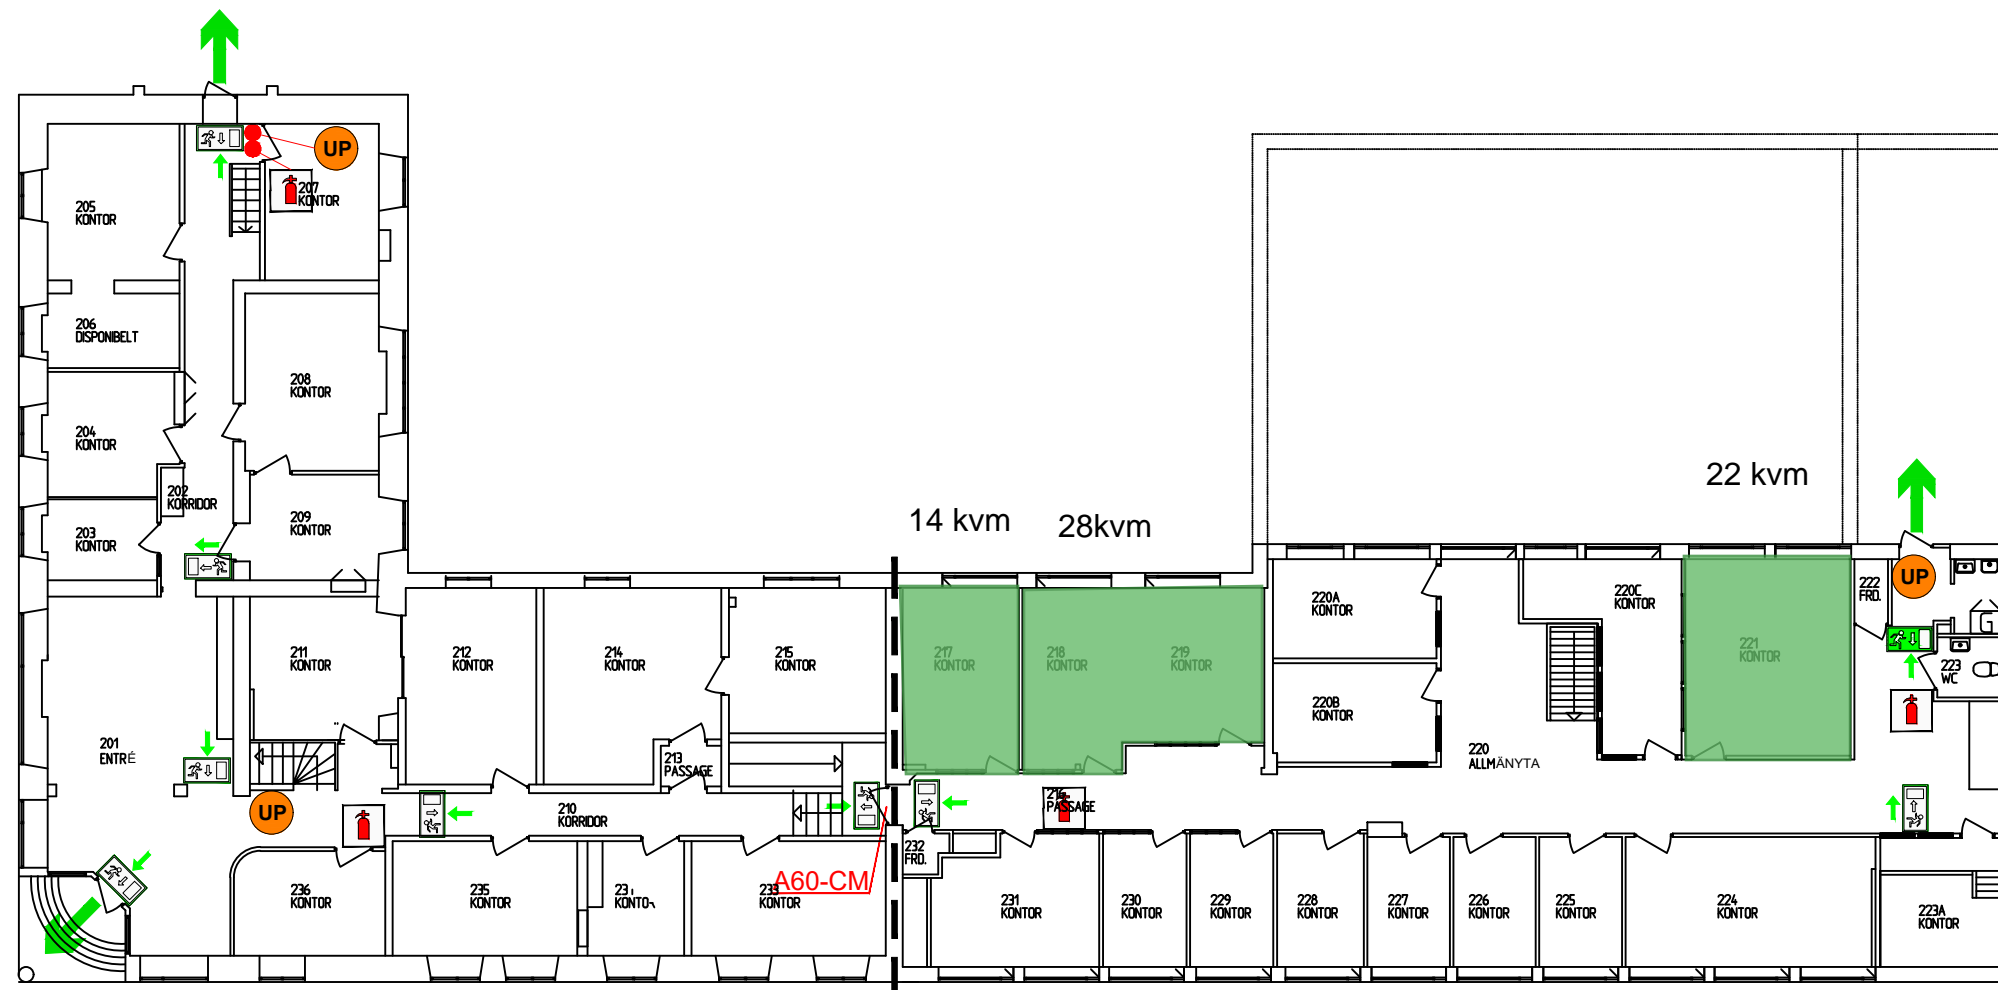 UP
207
KONTOR
205
KONTOR
206
DISPONIBELT
208
KONTOR
204
KONTOR
22 kvm
202
KORRIDOR
14 kvm
28kvm
203
KONTOR
209
KONTOR
UP
222
FRD.
220A
KONTOR
220C
KONTOR
G
211
KONTOR
212
KONTOR
214
KONTOR
215
KONTOR
217
KONTOR
218
KONTOR
219
KONTOR
221
KONTOR
223
WC
220B
KONTOR
201
ENTRÉ
213
PASSAGE
220
ALLMÄNYTA
UP
210
KORRIDOR
216
PASSAGE
232
FRD.
A60-CM
236
KONTOR
235
KONTOR
233
KONTOR
231
KONTOR
230
KONTOR
229
KONTOR
228
KONTOR
227
KONTOR
226
KONTOR
225
KONTOR
224
KONTOR
223A
KONTOR